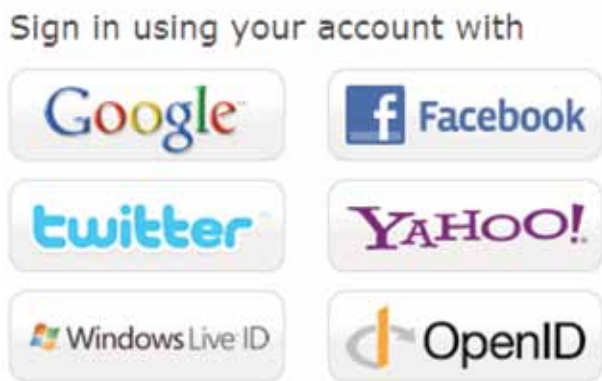 Sign in using your account with
Google Facebook
twitter YAHOO!
Windows Live ID OpenID